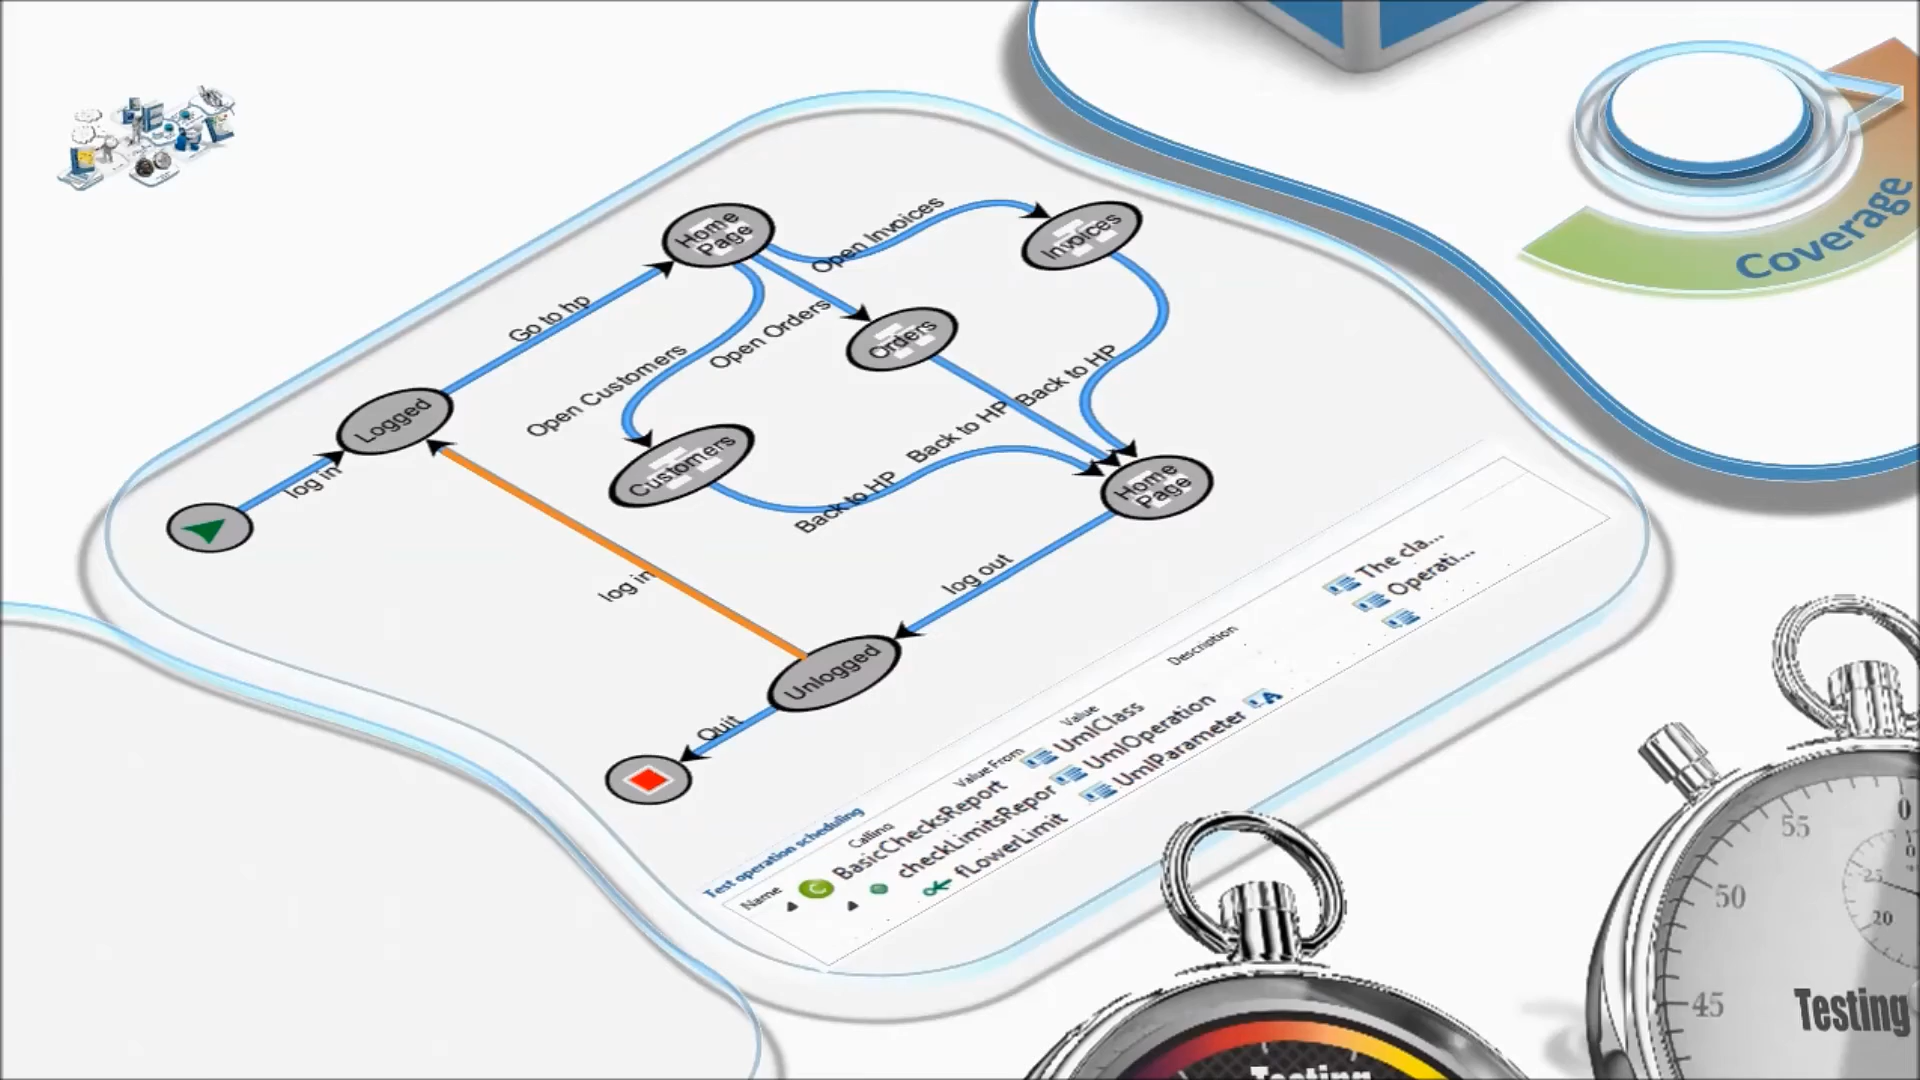 Coverage
Home
Page
Open Invoices
Invoices
Go to hp
Open Orders
Orders
Open Customers
Back to HP
Logged
Back to HP
Customers
log in
Back to HP
Home
Page
log in
log out
The cla...
Operati...
Unlogged
Description
Quit
Value
UmlClass
UmlOperation
UmlParameter
Value From
Test operation scheduling
Name
BasicChecksReport
checkLimitsRepor
fLowerLimit
0
55
50
45
25
20
Testing
Testing